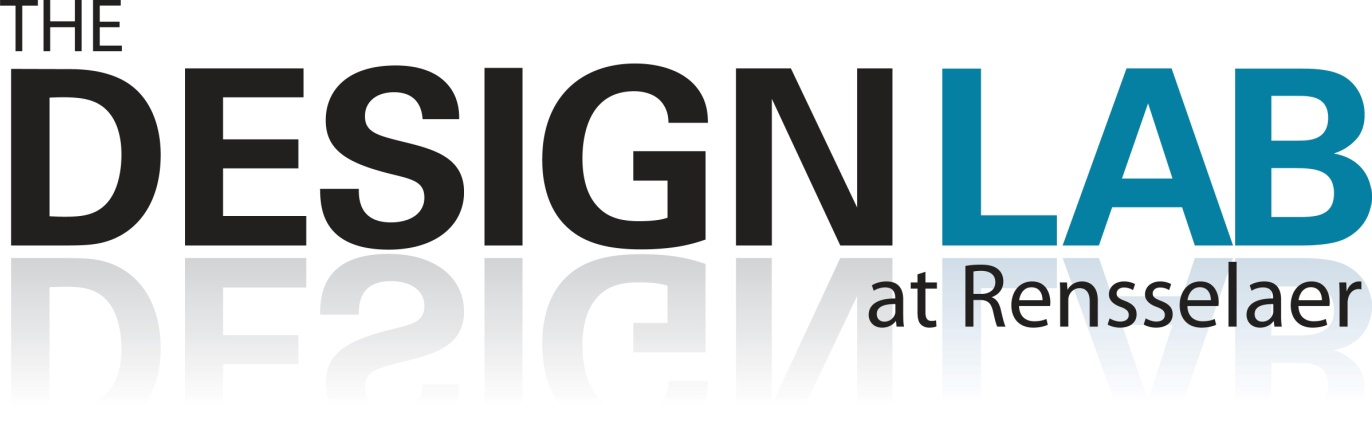 THE
DESIGN LAB
at Rensselaer